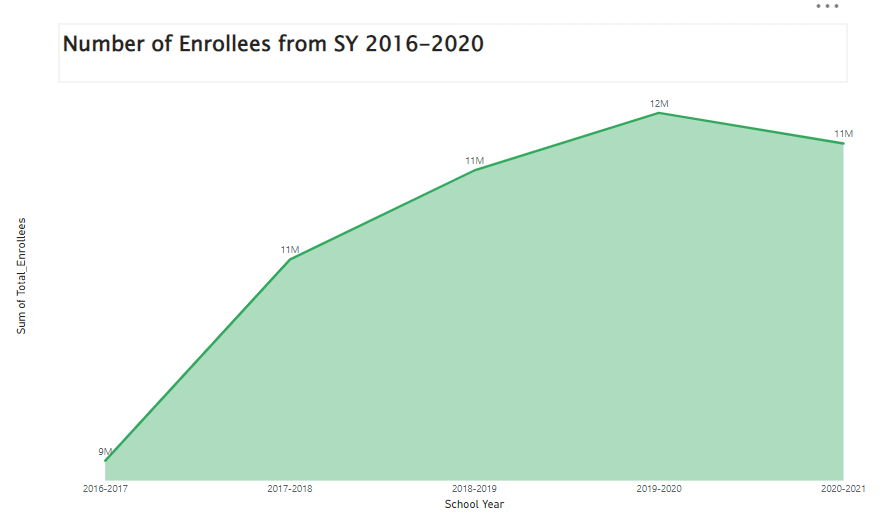 Number of Enrollees from SY 2016-2020
12M
11M
11M
11M
9M
Sum of Total_Enrollees
2016-2017
2017-2018
2018-2019
2019-2020
2020-2021
School Year